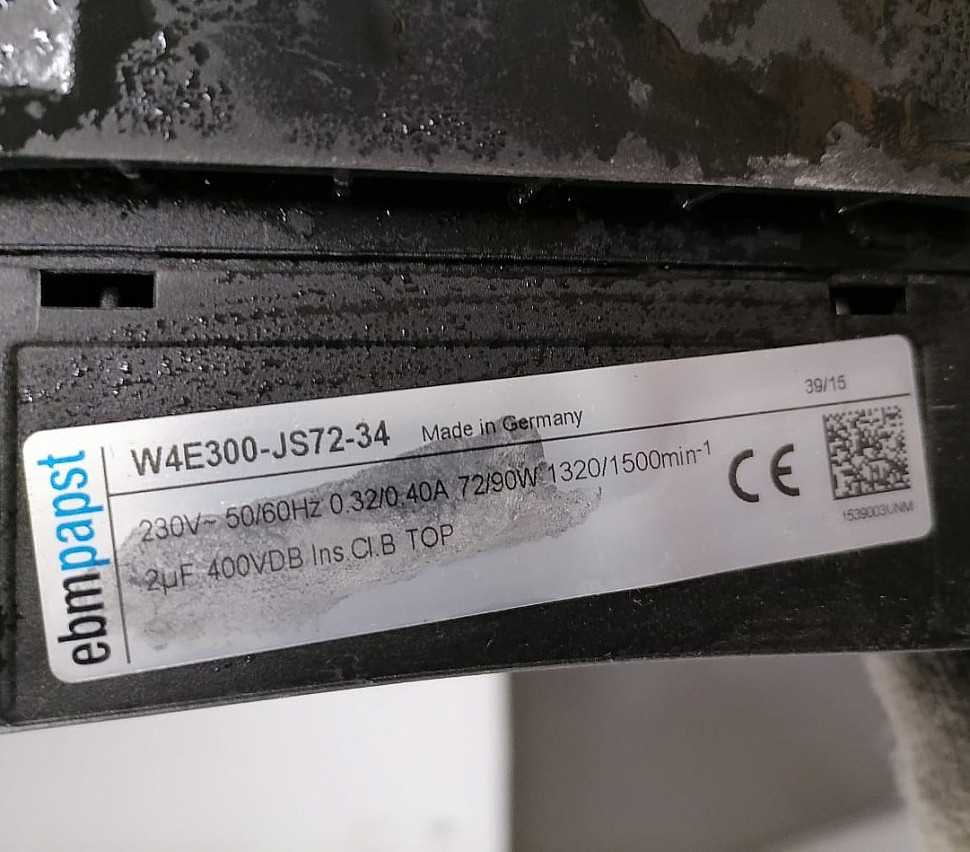 ebmpapst
W4E300-JS72-34 Made in Germany 39/15
230V~ 50/60Hz 0.32/0.40A 72/90W 1320/1500min-1
2µF 400VDB Ins.Cl.B TOP
CE
1539003UNM